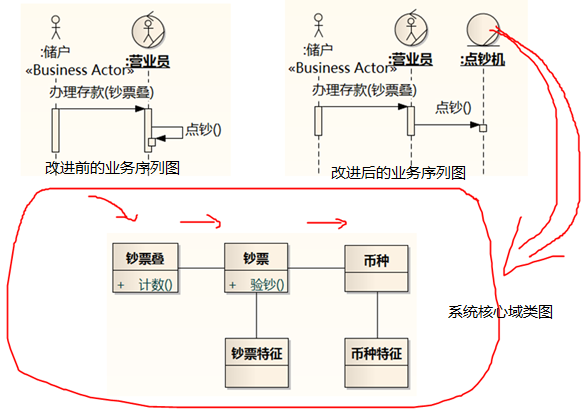 :储户
«Business Actor»
:营业员
办理存款(钞票叠)
点钞()
改进前的业务序列图
:储户
«Business Actor»
:营业员
:点钞机
办理存款(钞票叠)
点钞()
改进后的业务序列图
钞票叠
+ 计数()
钞票
+ 验钞()
币种
钞票特征
币种特征
系统核心域类图